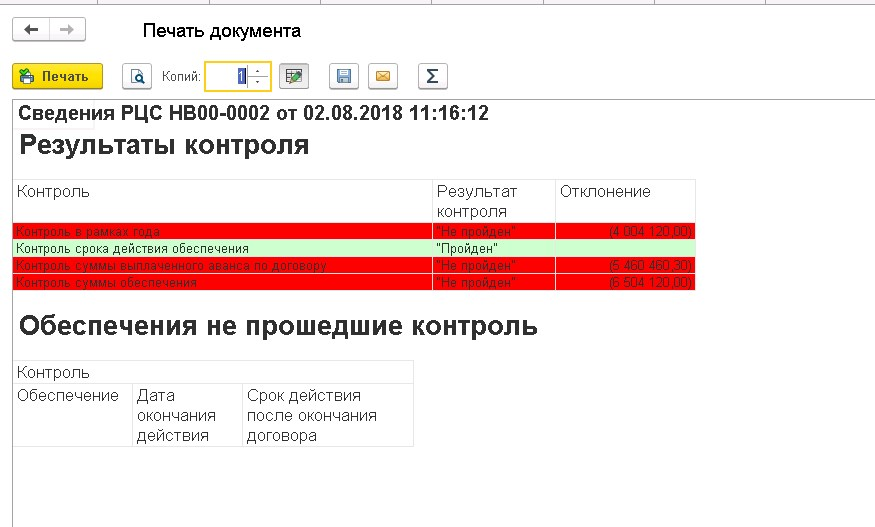 Печать документа
Печать
Копий: 1
Σ
Сведения РЦС НВ00-0002 от 02.08.2018 11:16:12
Результаты контроля
Контроль Результат контроля Отклонение
Контроль в рамках года "Не пройден" (4 004 120,00)
Контроль срока действия обеспечения "Пройден"
Контроль суммы выплаченного аванса по договору "Не пройден" (5 460 460,30)
Контроль суммы обеспечения "Не пройден" (6 504 120,00)
Обеспечения не прошедшие контроль
Контроль
Обеспечение Дата окончания действия Срок действия после окончания договора